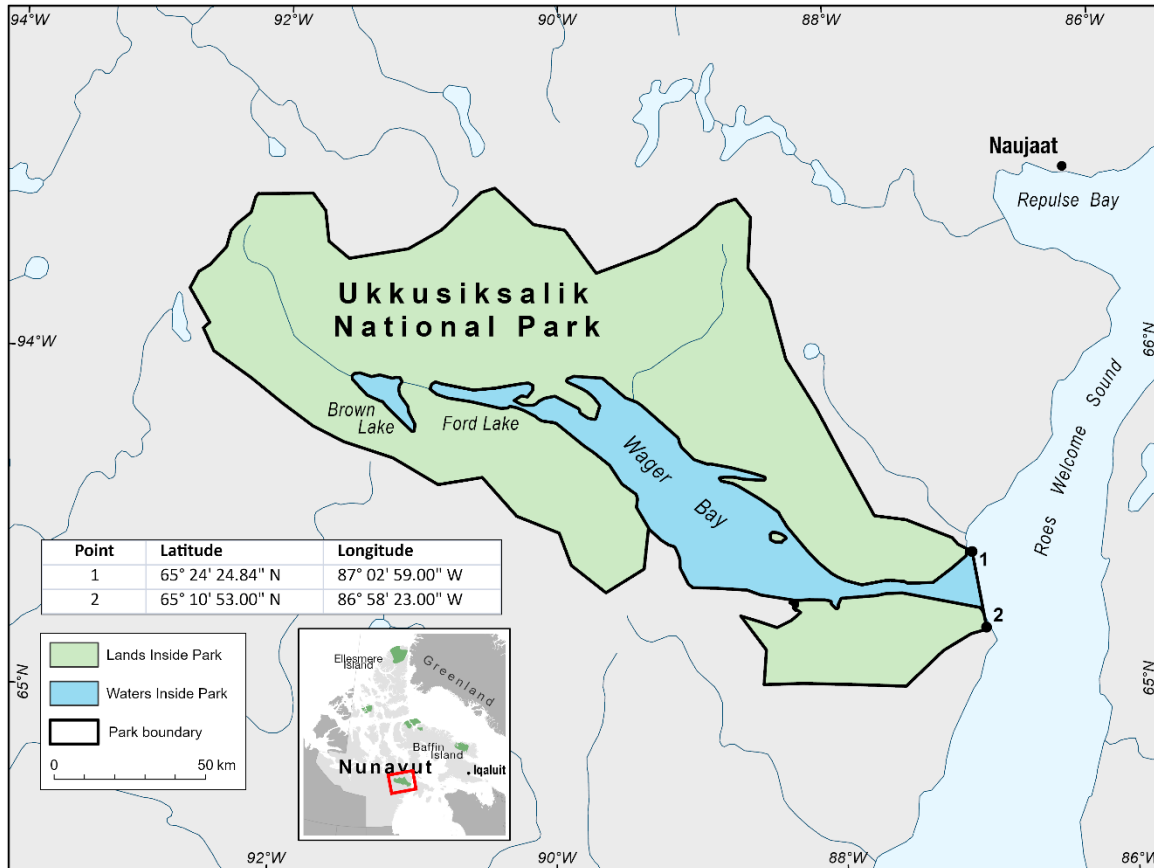 94°W
92°W
90°W
88°W
86°W
Naujaat
Repulse Bay
Ukkusiksalik
National Park
94°W
66°N
Brown
Lake
Ford Lake
Wager
Bay
Roes Welcome Sound
Point Latitude Longitude
1 65° 24' 24.84" N 87° 02' 59.00" W
2 65° 10' 53.00" N 86° 58' 23.00" W
1
2
Lands Inside Park
Waters Inside Park
Park boundary
0 50 km
Ellesmere
Island
Greenland
Baffin
Island
Nunavut
Iqaluit
65°N
65°N
92°W
90°W
88°W
86°W